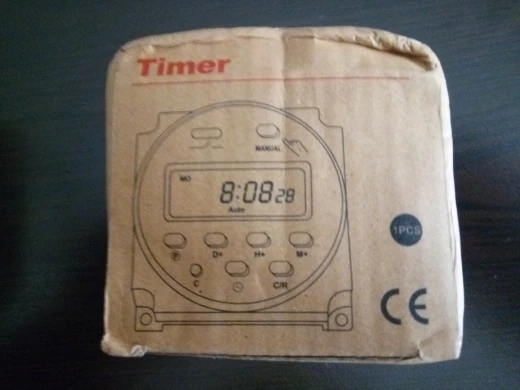 Timer
MANUAL
MO
8:08 28
Auto
1PCS
P
D+
H+
M+
C
C/R
CE